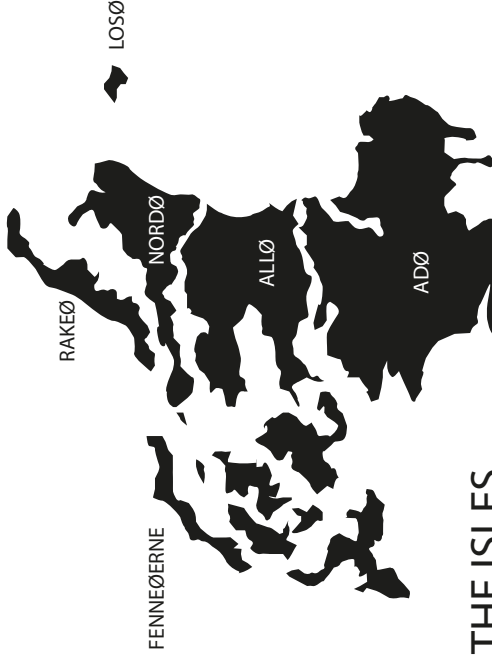 LOSØ
NORDØ
RAKEØ
ALLØ
ADØ
FENNEØERNE
THE ISLES